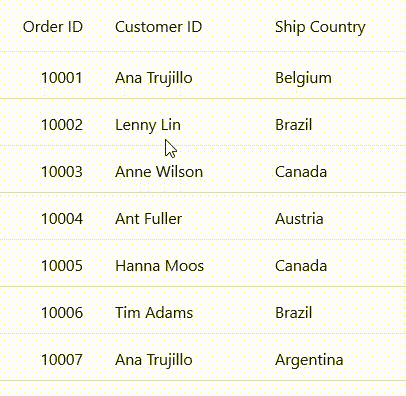 Order ID Customer ID Ship Country
10001 Ana Trujillo Belgium
10002 Lenny Lin Brazil
10003 Anne Wilson Canada
10004 Ant Fuller Austria
10005 Hanna Moos Canada
10006 Tim Adams Brazil
10007 Ana Trujillo Argentina